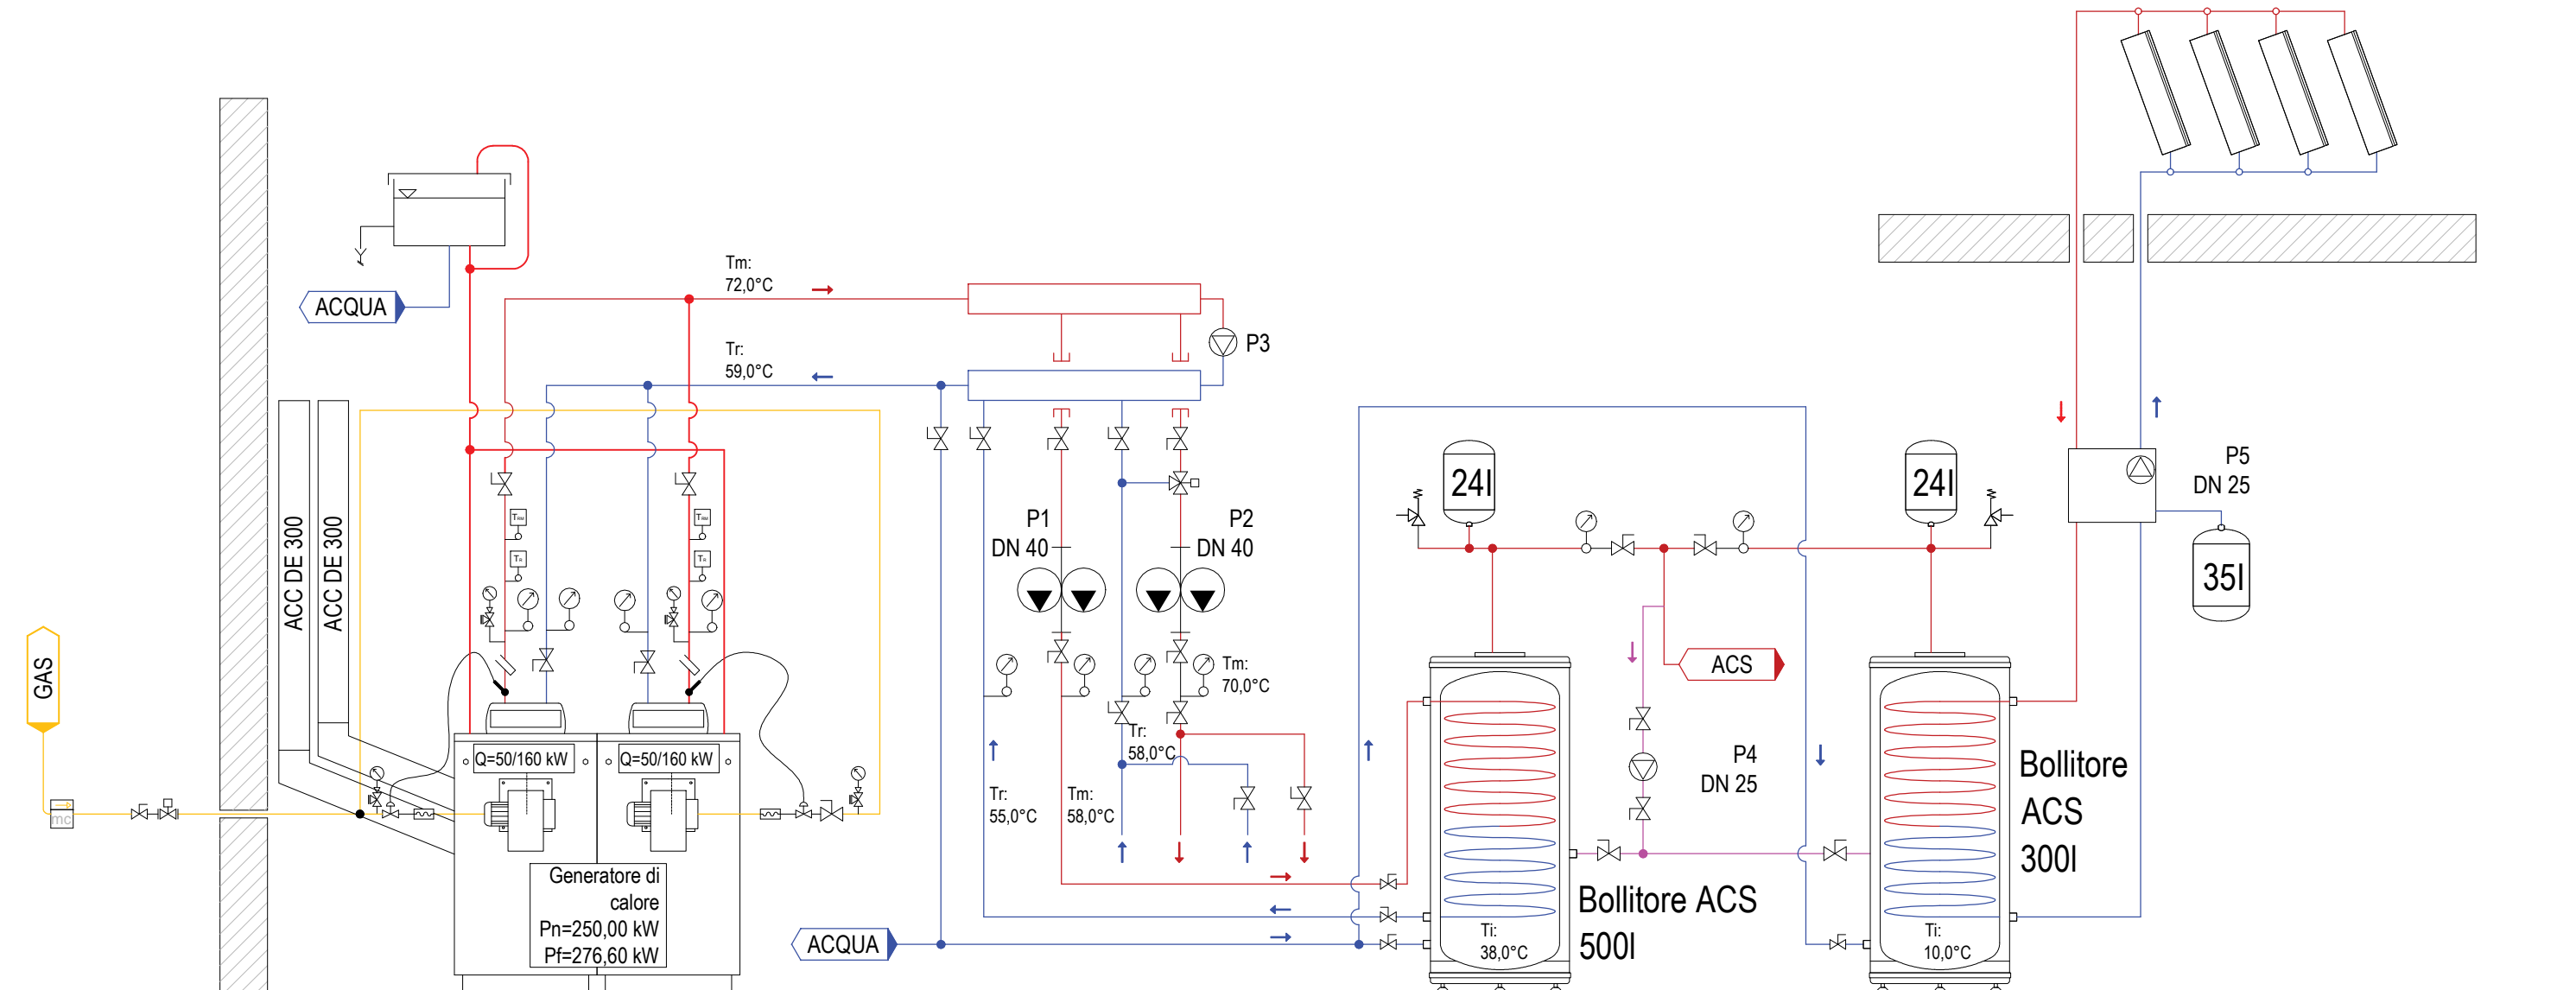 ACQUA
Tm:
72,0°C
Tr:
59,0°C
P3
ACC DE 300
ACC DE 300
GAS
mc
P1
DN 40
P2
DN 40
24l
24l
P5
DN 25
35l
ACS
Tm:
70,0°C
Tr:
58,0°C
Tr:
55,0°C
Tm:
58,0°C
P4
DN 25
Q=50/160 kW
Q=50/160 kW
Generatore di
calore
Pn=250,00 kW
Pf=276,60 kW
ACQUA
Bollitore ACS
500l
Ti:
38,0°C
Bollitore
ACS
300l
Ti:
10,0°C